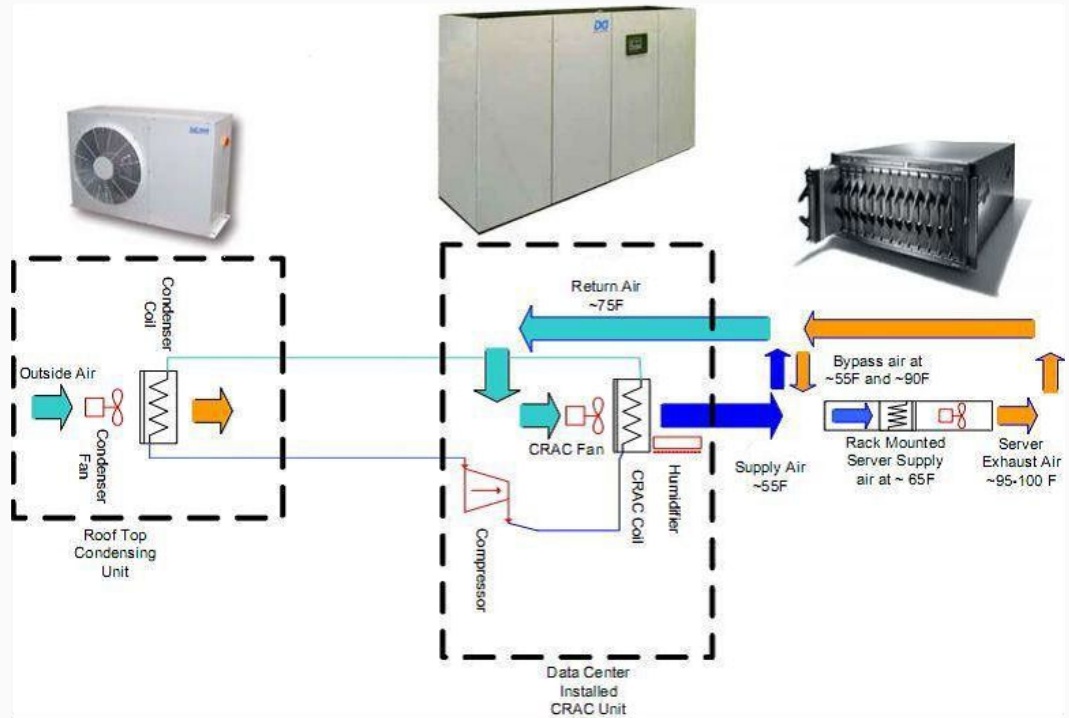 Condenser
Coil
Outside Air
Condenser
Fan
Roof Top
Condensing
Unit
Return Air
~75F
CRAC Fan
CRAC Coil
Humidifier
Compressor
Data Center
Installed
CRAC Unit
Supply Air
~55F
Bypass air at
~55F and ~90F
Rack Mounted
Server Supply
air at ~ 65F
Server
Exhaust Air
~95-100 F